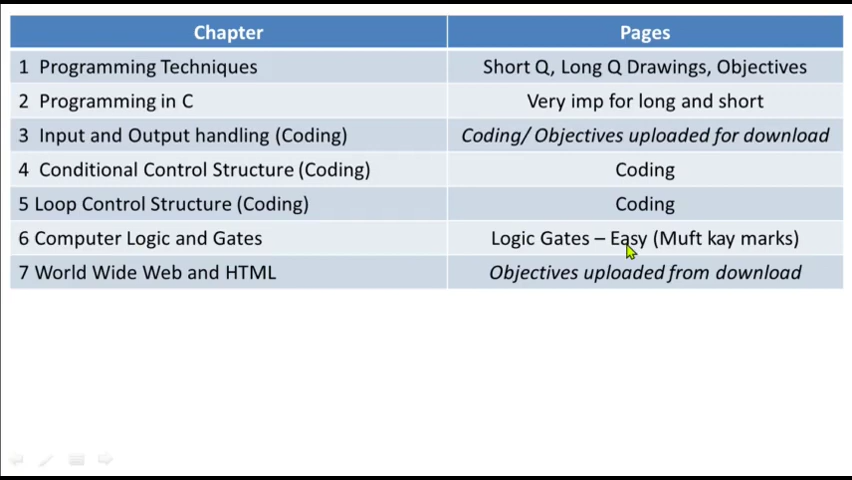 Chapter Pages
1 Programming Techniques Short Q, Long Q Drawings, Objectives
2 Programming in C Very imp for long and short
3 Input and Output handling (Coding) Coding/ Objectives uploaded for download
4 Conditional Control Structure (Coding) Coding
5 Loop Control Structure (Coding) Coding
6 Computer Logic and Gates Logic Gates – Easy (Muft kay marks)
7 World Wide Web and HTML Objectives uploaded from download